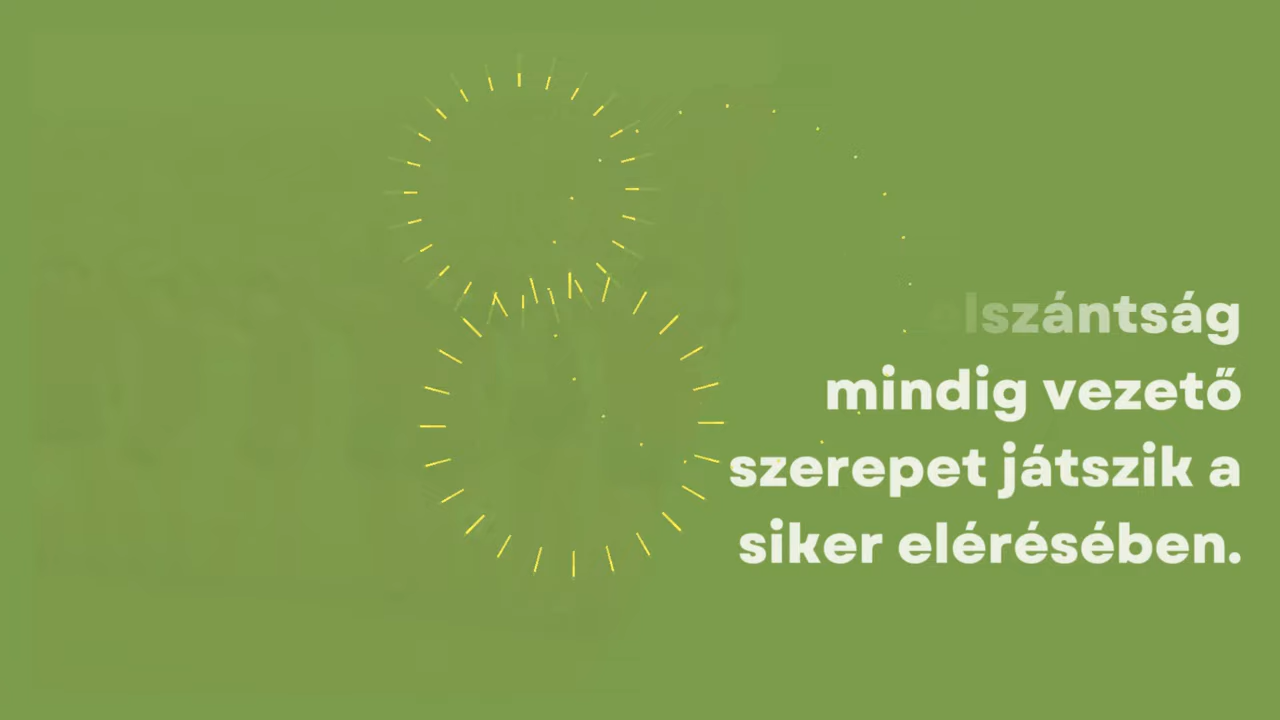 elszántság
mindig vezető
szerepet játszik a
siker elérésében.